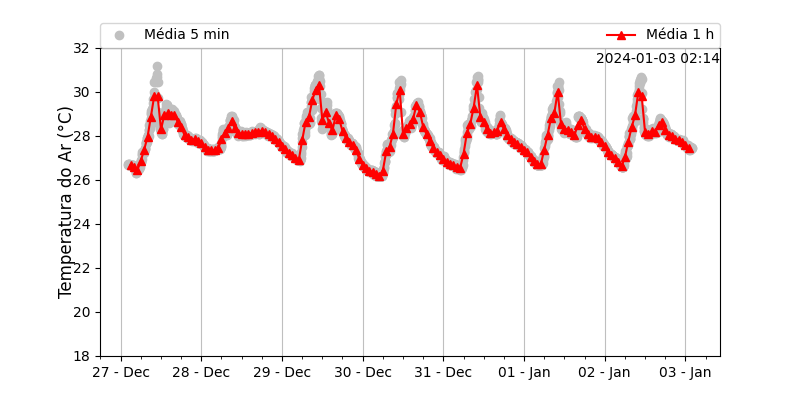 Média 5 min
Média 1 h
2024-01-03 02:14
Temperatura do Ar (°C)
32
30
28
26
24
22
20
18
27 - Dec
28 - Dec
29 - Dec
30 - Dec
31 - Dec
01 - Jan
02 - Jan
03 - Jan